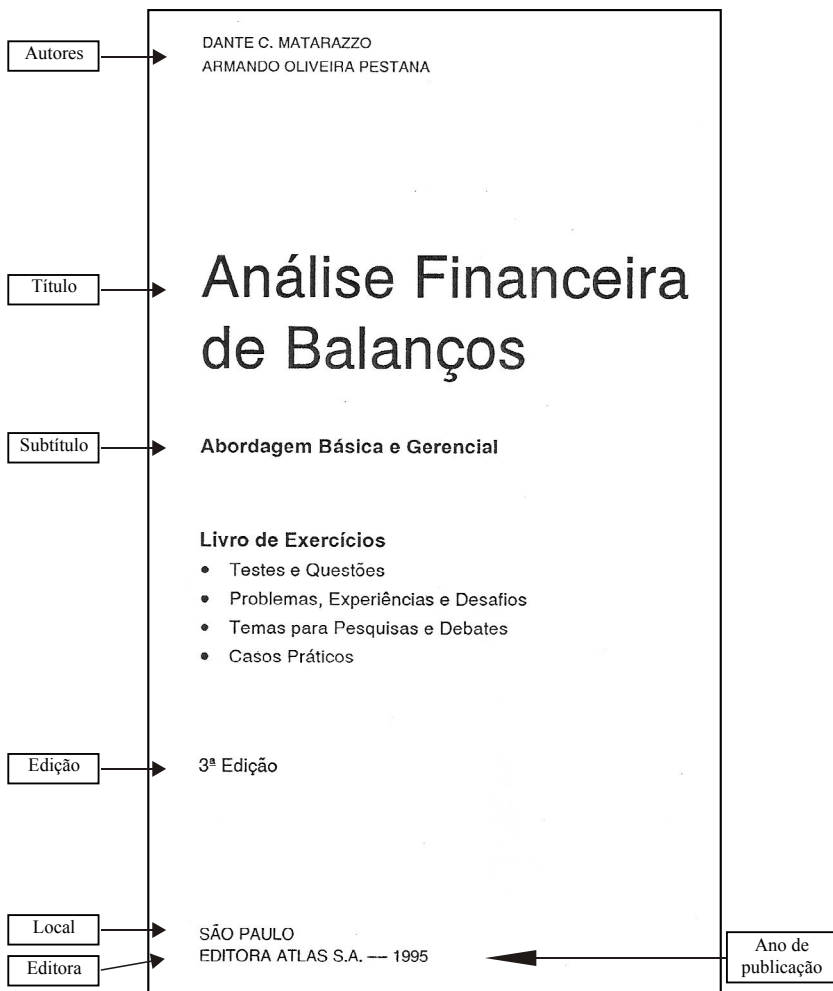 Autores
DANTE C. MATARAZZO
ARMANDO OLIVEIRA PESTANA
Título
Análise Financeira
de Balanços
Subtítulo
Abordagem Básica e Gerencial
Livro de Exercícios
• Testes e Questões
• Problemas, Experiências e Desafios
• Temas para Pesquisas e Debates
• Casos Práticos
Edição
3ª Edição
Local
SÃO PAULO
Editora
EDITORA ATLAS S.A. — 1995
Ano de
publicação